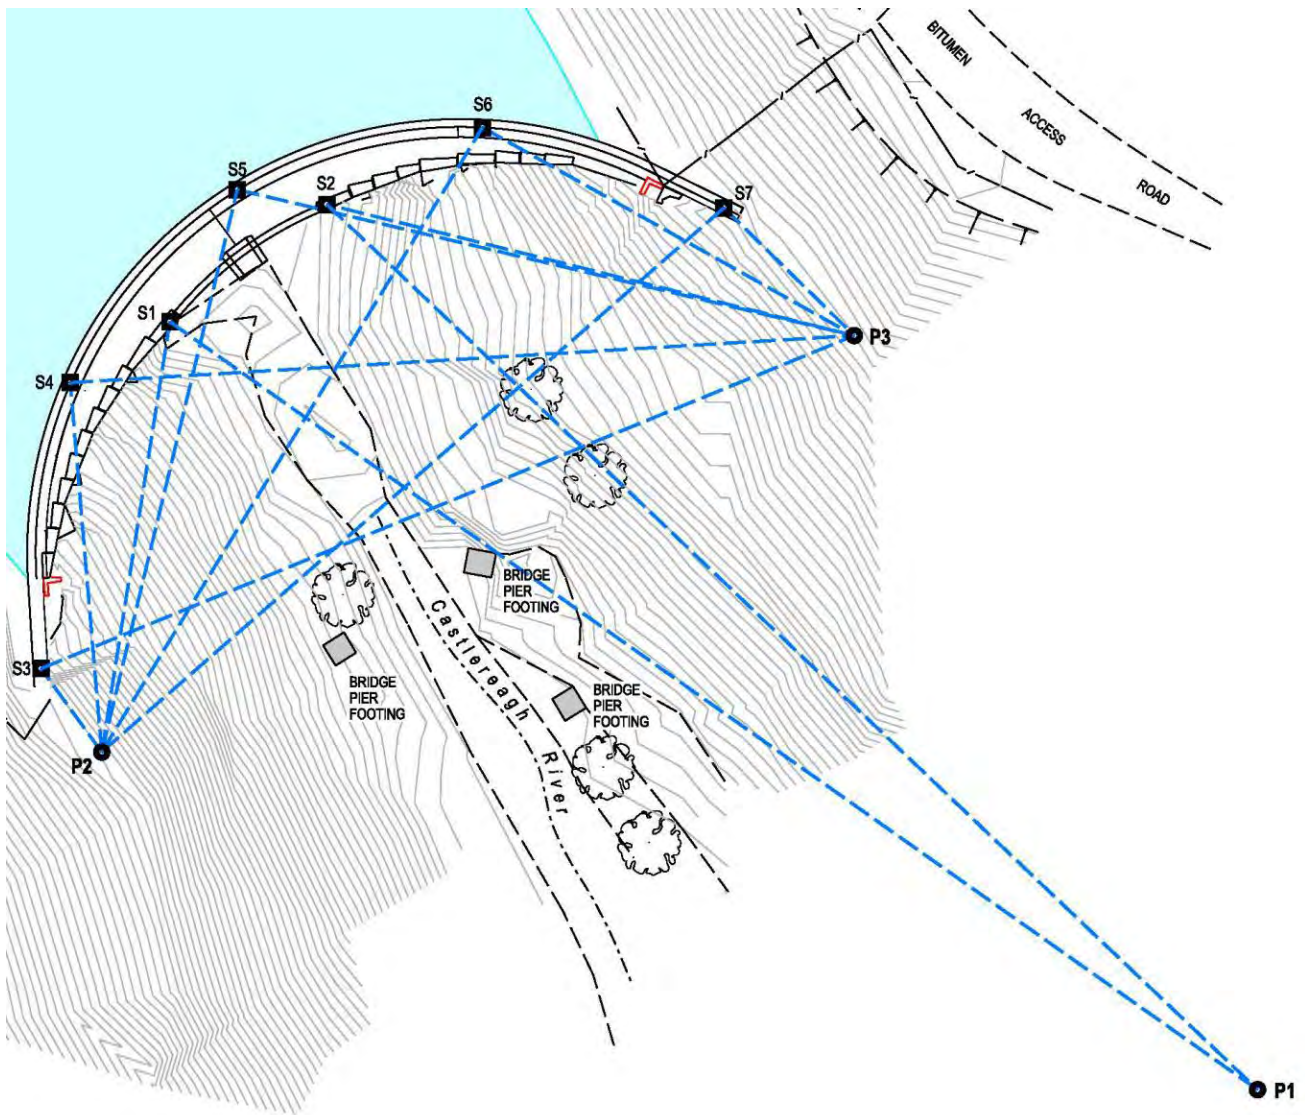 BITUMEN
ACCESS
ROAD
S6
S5
S2
S7
S1
P3
S4
BRIDGE
PIER
FOOTING
S3
BRIDGE
PIER
FOOTING
BRIDGE
PIER
FOOTING
Castlereagh
River
P2
P1